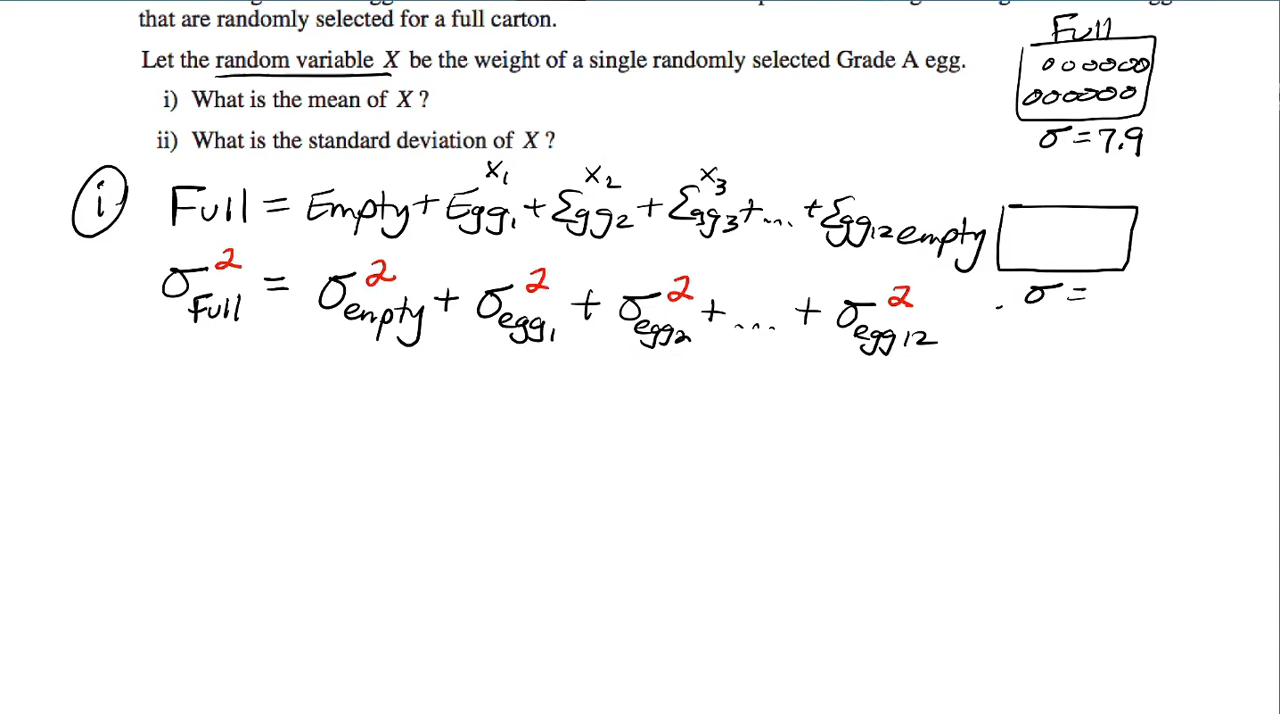 that are randomly selected for a full carton.
Full
Let the random variable X be the weight of a single randomly selected Grade A egg.
i) What is the mean of X ?
ii) What is the standard deviation of X ?
σ = 7.9
X1 X2 X3
i Full = Empty + Egg1 + Egg2 + Egg3 + ... + Egg12
empty
σ²Full = σ²empty + σ²egg1 + σ²egg2 + ... + σ²egg12
σ =